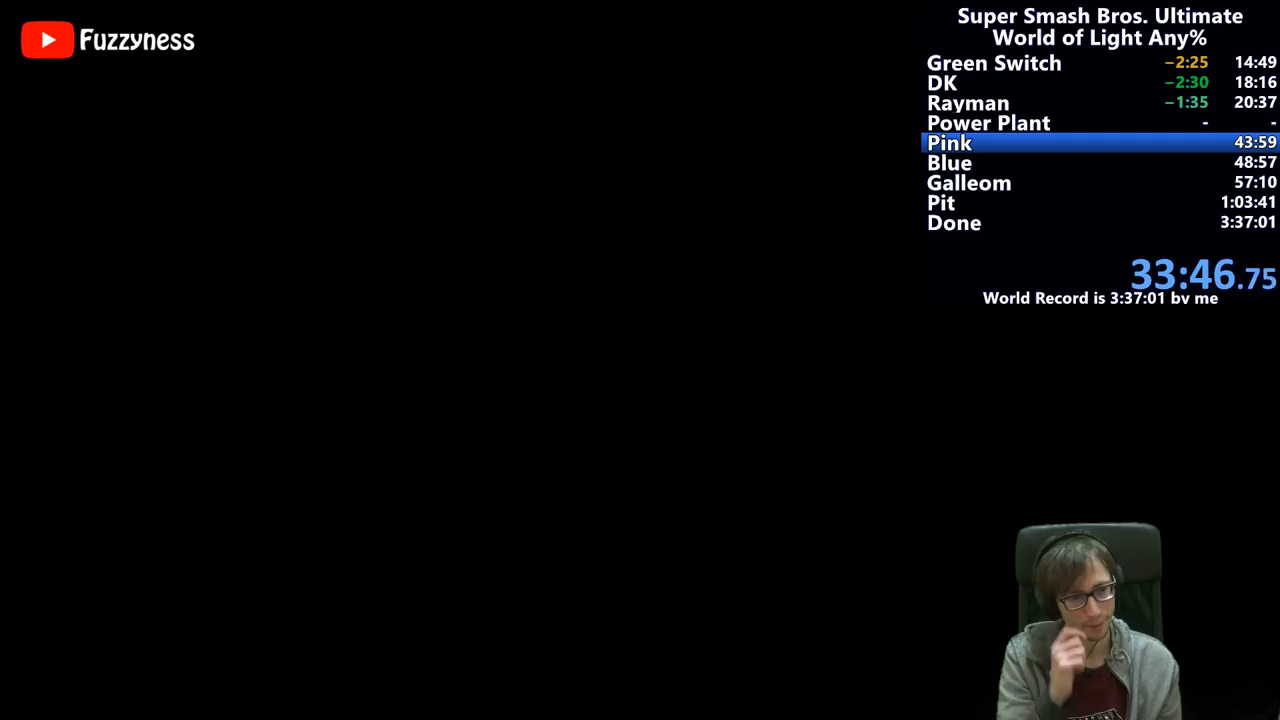 Fuzzyness
Super Smash Bros. Ultimate
World of Light Any%
Green Switch −2:25 14:49
DK −2:30 18:16
Rayman −1:35 20:37
Power Plant - -
Pink 43:59
Blue 48:57
Galleom 57:10
Pit 1:03:41
Done 3:37:01
33:46.75
World Record is 3:37:01 by me